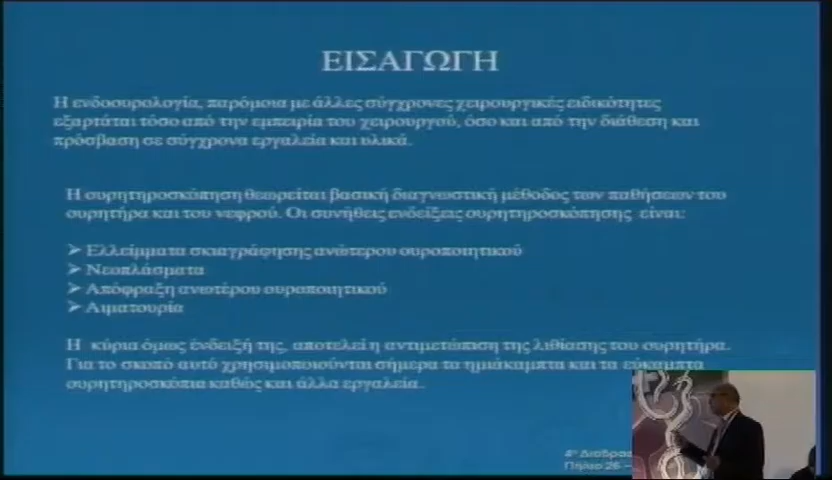 ΕΙΣΑΓΩΓΗ
Η ενδοουρολογία, παρόμοια με άλλες σύγχρονες χειρουργικές ειδικότητες
εξαρτάται τόσο από την εμπειρία του χειρουργού, όσο και από την διάθεση και
πρόσβαση σε σύγχρονα εργαλεία και υλικά.
Η ουρητηροσκόπηση θεωρείται βασική διαγνωστική μέθοδος των παθήσεων του
ουρητήρα και του νεφρού. Οι συνήθεις ενδείξεις ουρητηροσκόπησης είναι:
➢ Ελλείμματα σκιαγράφησης ανώτερου ουροποιητικού
➢ Νεοπλάσματα
➢ Απόφραξη ανωτέρου ουροποιητικού
➢ Αιματουρία
Η κύρια όμως ένδειξή της, αποτελεί η αντιμετώπιση της λιθίασης του ουρητήρα.
Για το σκοπό αυτό χρησιμοποιούνται σήμερα τα ημιάκαμπτα και τα εύκαμπτα
ουρητηροσκόπια καθώς και άλλα εργαλεία.
4ο
Πήλιο 26 –